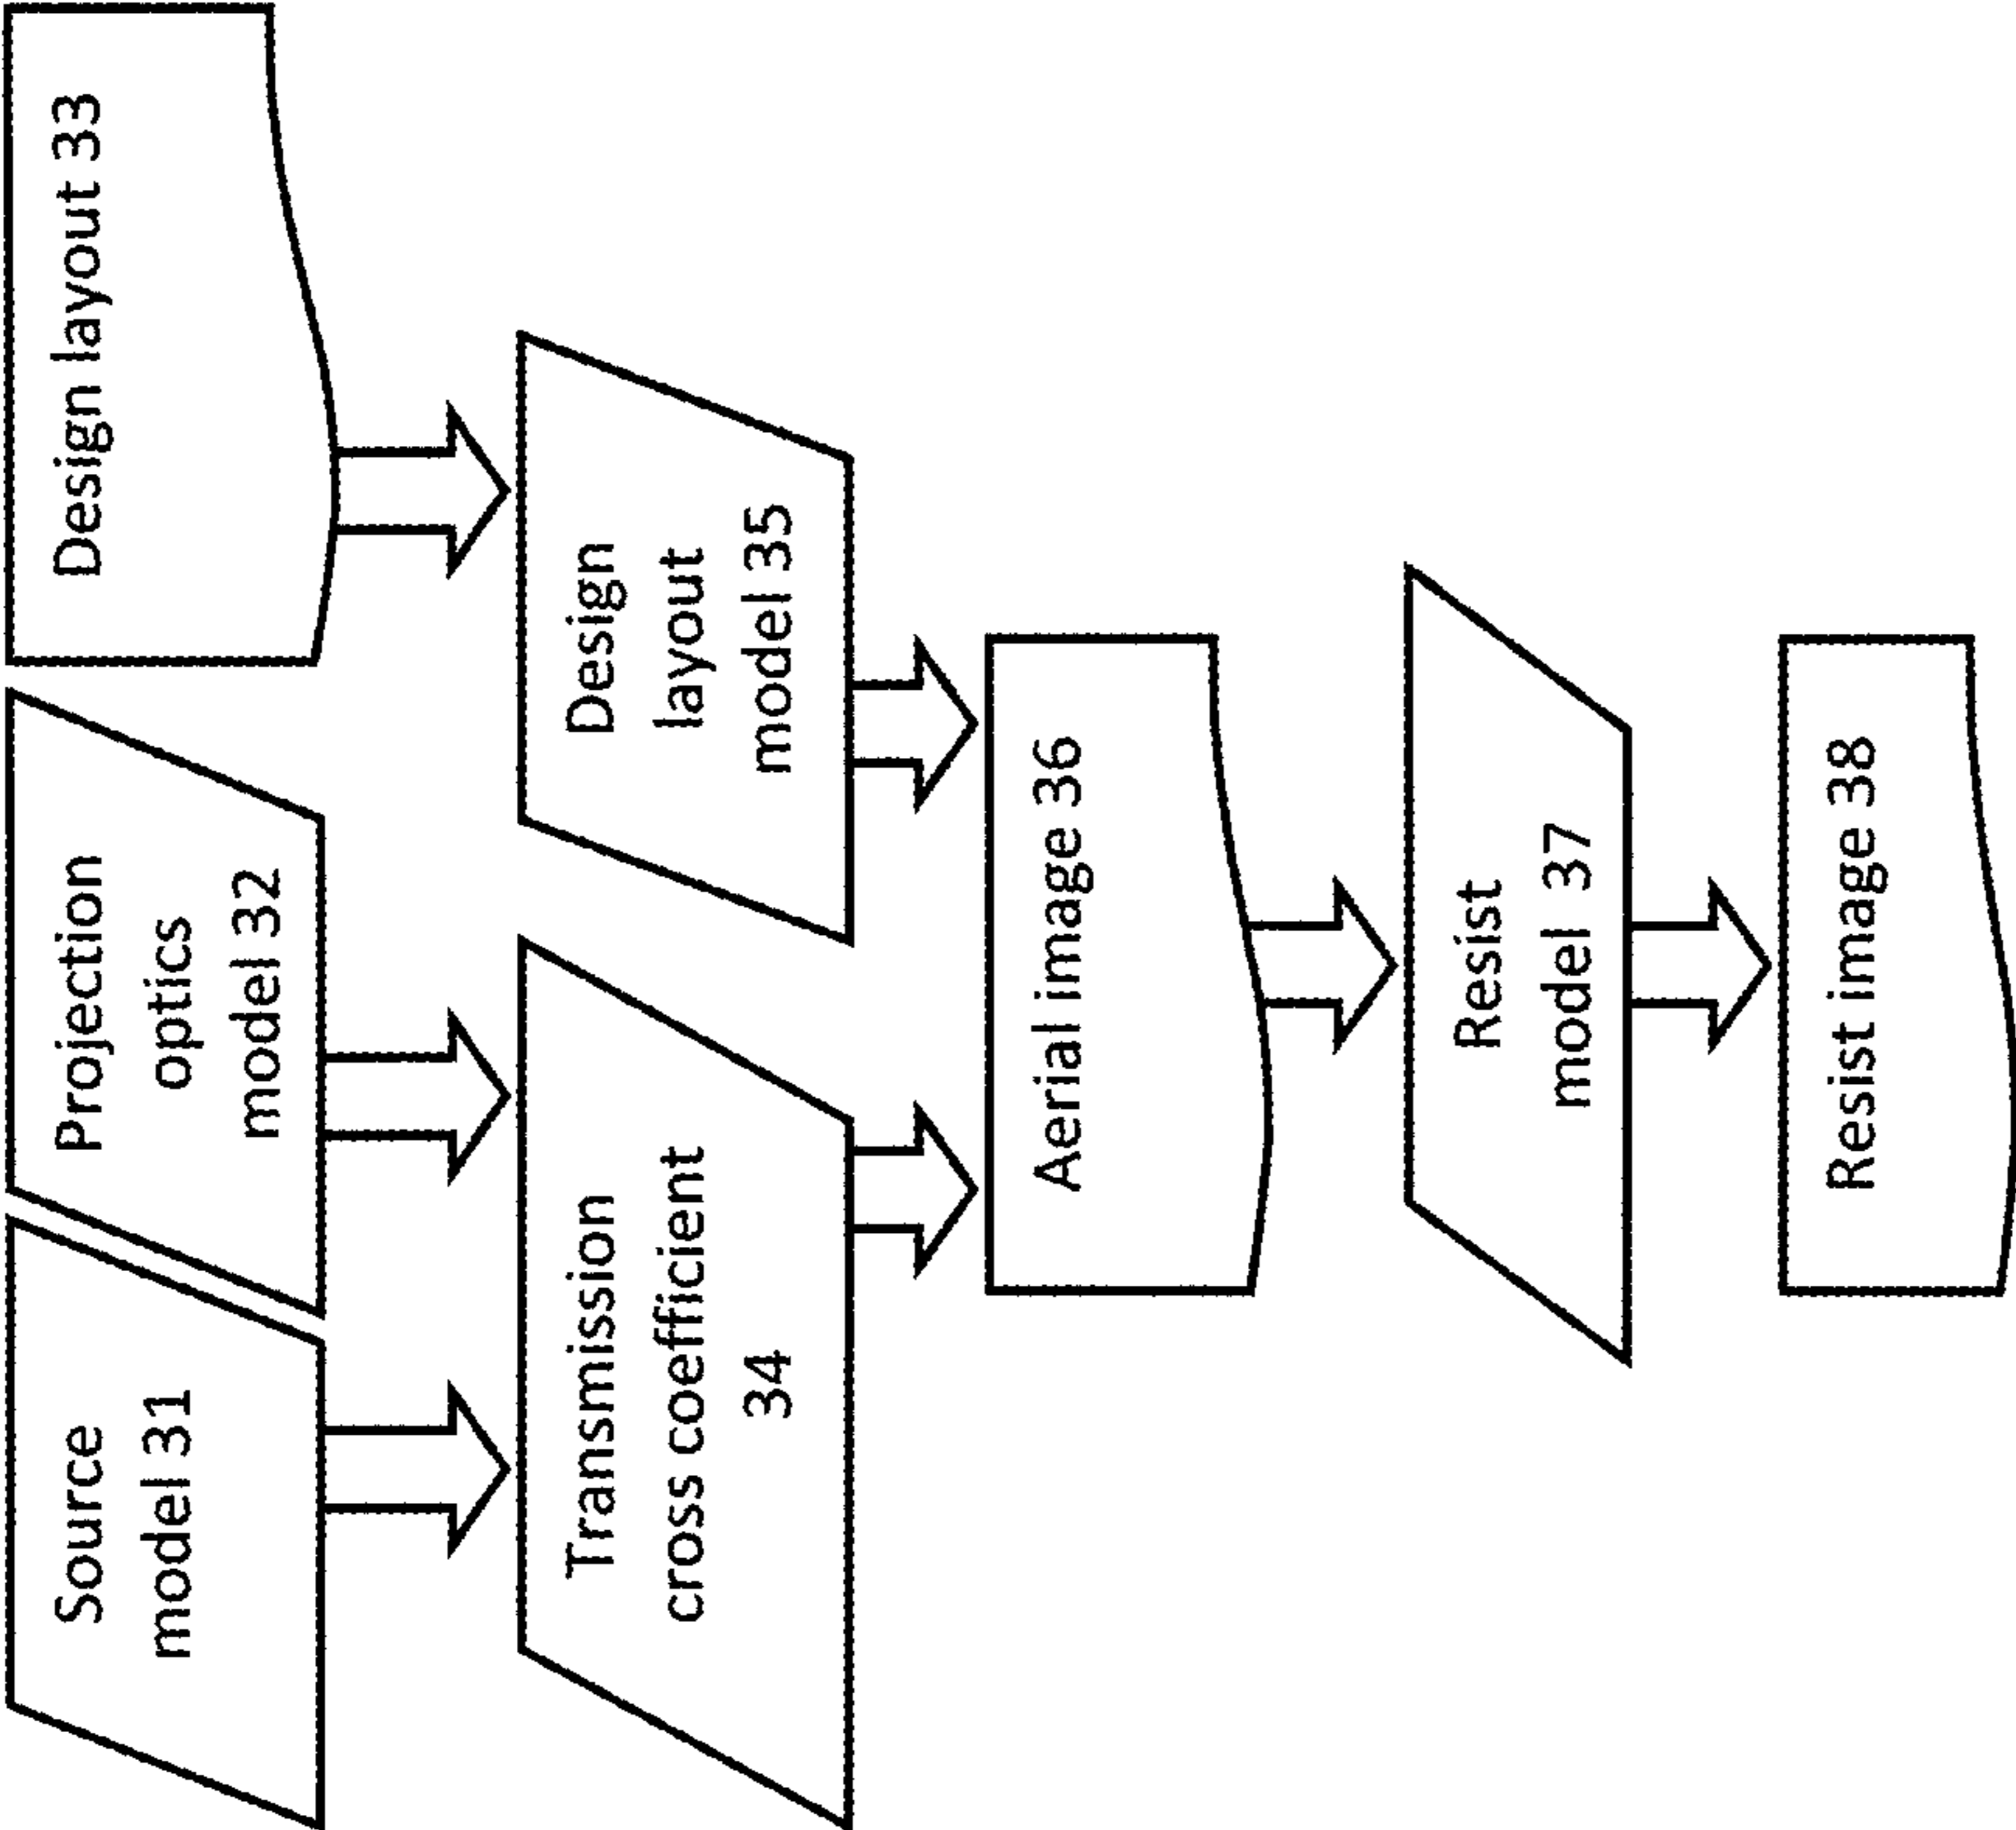 Source
model 31
Projection
optics
model 32
Design layout 33
Transmission
cross coefficient
34
Design
layout
model 35
Aerial image 36
Resist
model 37
Resist image 38